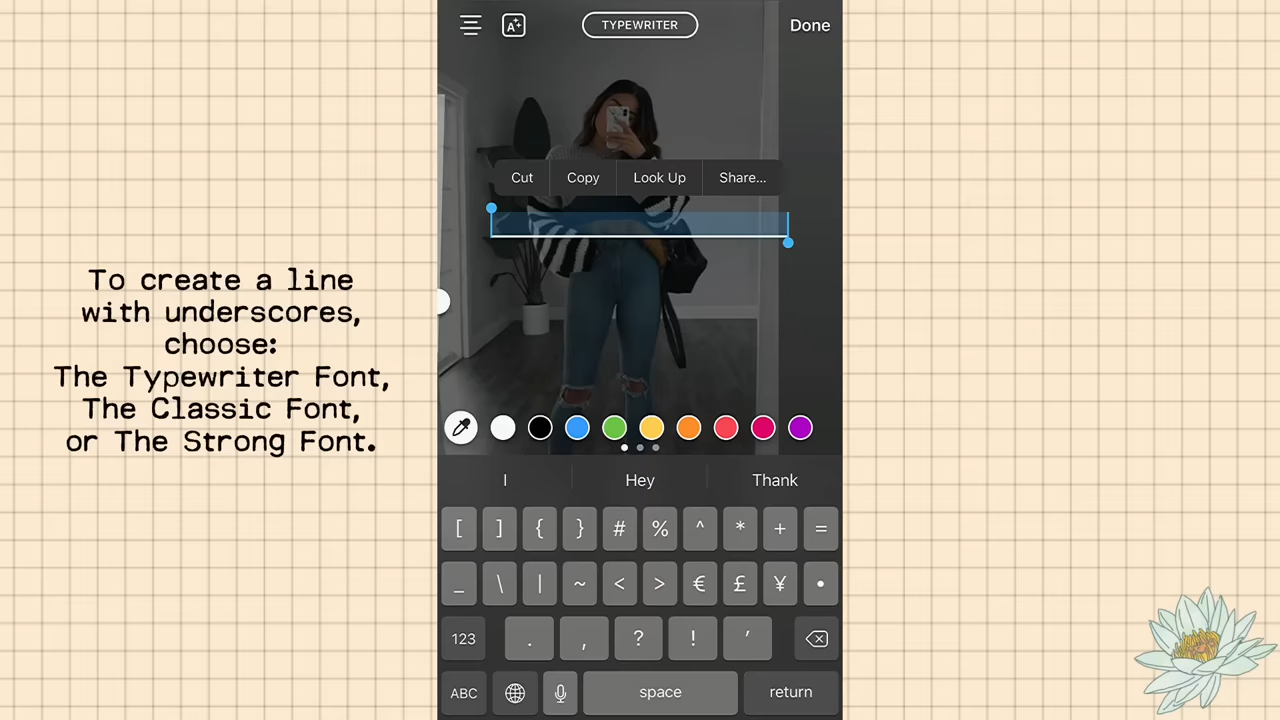 To create a line
with underscores,
choose:
The Typewriter Font,
The Classic Font,
or The Strong Font.
A+ TYPEWRITER Done
Cut Copy Look Up Share...
I Hey Thank
[ ] { } # % ^ * + =
_ \ | ~ < > € £ ¥ •
123 . , ? ! ’
ABC space return